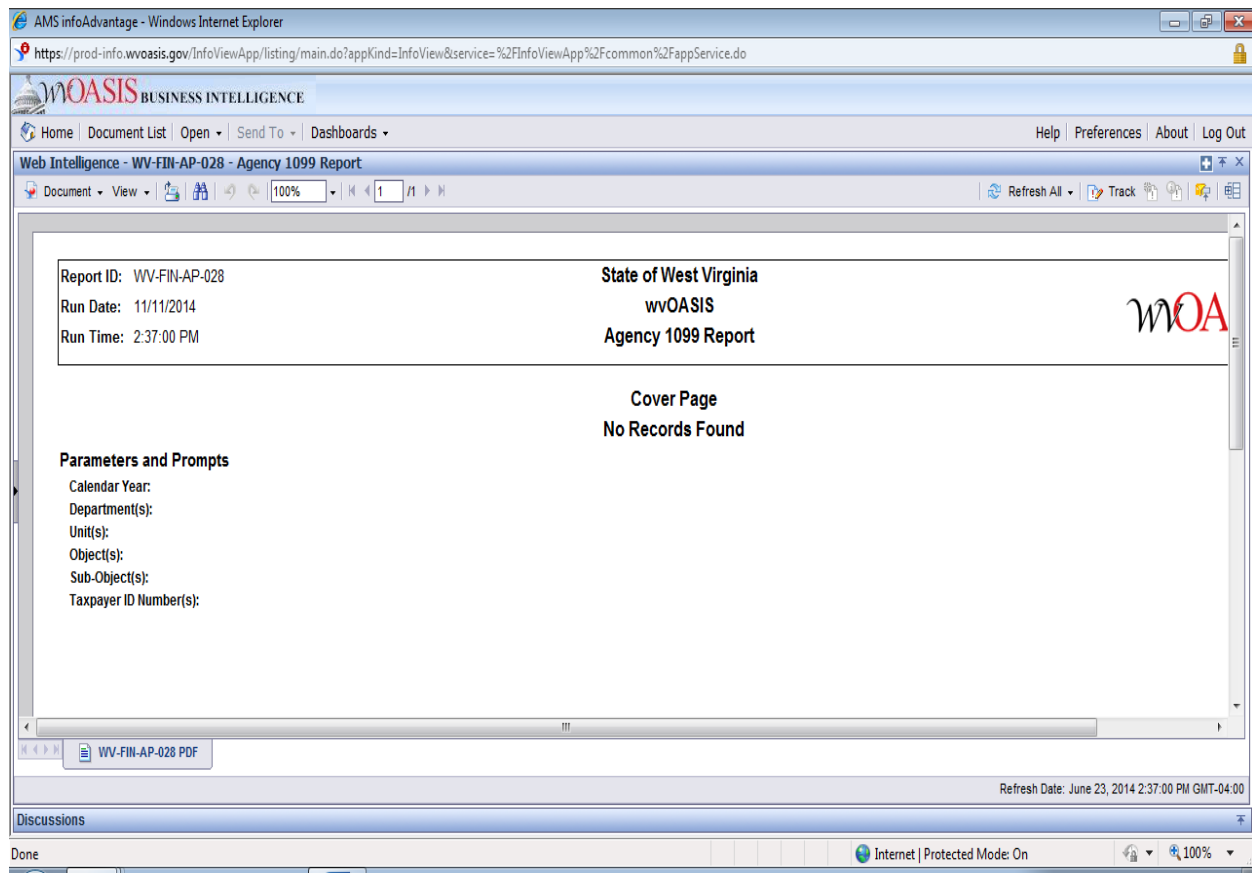 AMS infoAdvantage - Windows Internet Explorer
https://prod-info.wvoasis.gov/InfoViewApp/listing/main.do?appKind=InfoView&service=%2FInfoViewApp%2Fcommon%2FappService.do
wvOASIS BUSINESS INTELLIGENCE
Home Document List Open Send To Dashboards Help Preferences About Log Out
Web Intelligence - WV-FIN-AP-028 - Agency 1099 Report
Document View 100% 1 /1 Refresh All Track
Report ID: WV-FIN-AP-028 State of West Virginia
Run Date: 11/11/2014 wvOASIS
wvOA
Run Time: 2:37:00 PM Agency 1099 Report
Cover Page
No Records Found
Parameters and Prompts
Calendar Year:
Department(s):
Unit(s):
Object(s):
Sub-Object(s):
Taxpayer ID Number(s):
WV-FIN-AP-028 PDF
Refresh Date: June 23, 2014 2:37:00 PM GMT-04:00
Discussions
Done Internet | Protected Mode: On 100%